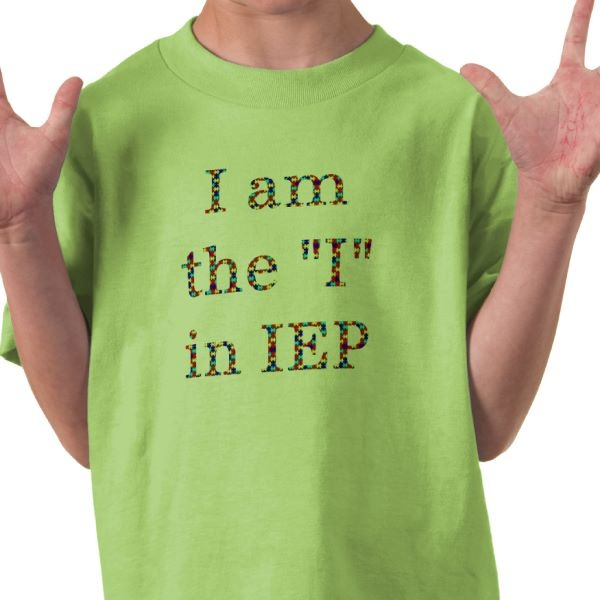 I am
the "I"
in IEP